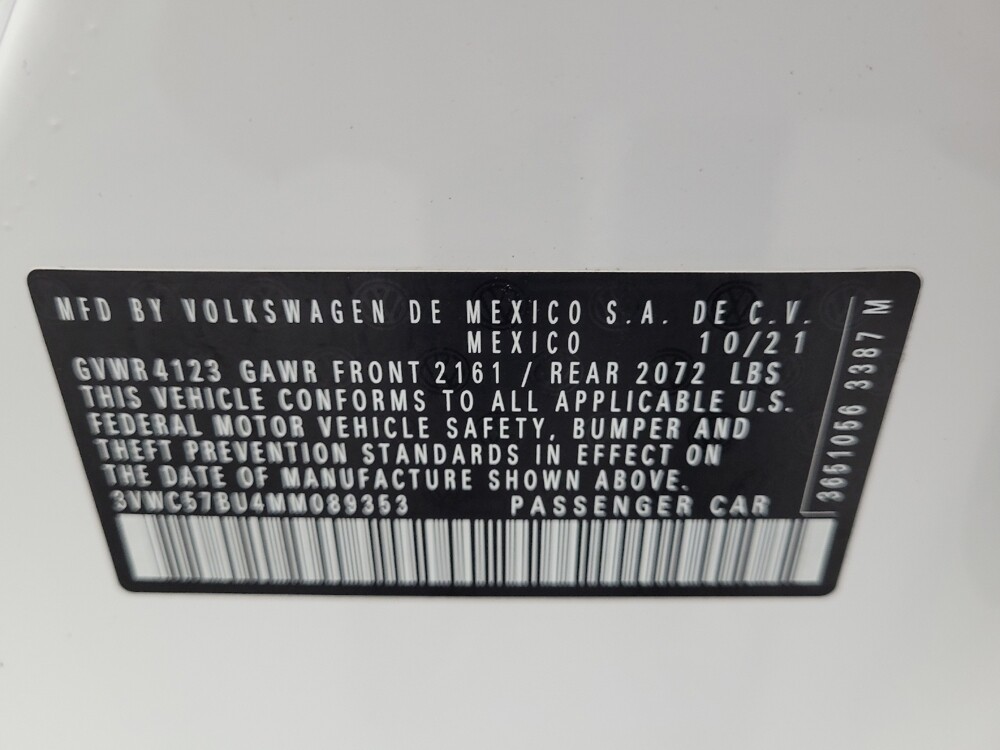 MFD BY VOLKSWAGEN DE MEXICO S.A. DE C.V.
MEXICO 10/21
GVWR 4123 GAWR FRONT 2161 / REAR 2072 LBS
THIS VEHICLE CONFORMS TO ALL APPLICABLE U.S.
FEDERAL MOTOR VEHICLE SAFETY, BUMPER AND
THEFT PREVENTION STANDARDS IN EFFECT ON
THE DATE OF MANUFACTURE SHOWN ABOVE.
3VWC57BU4MM089353 PASSENGER CAR
3651056 3387 M